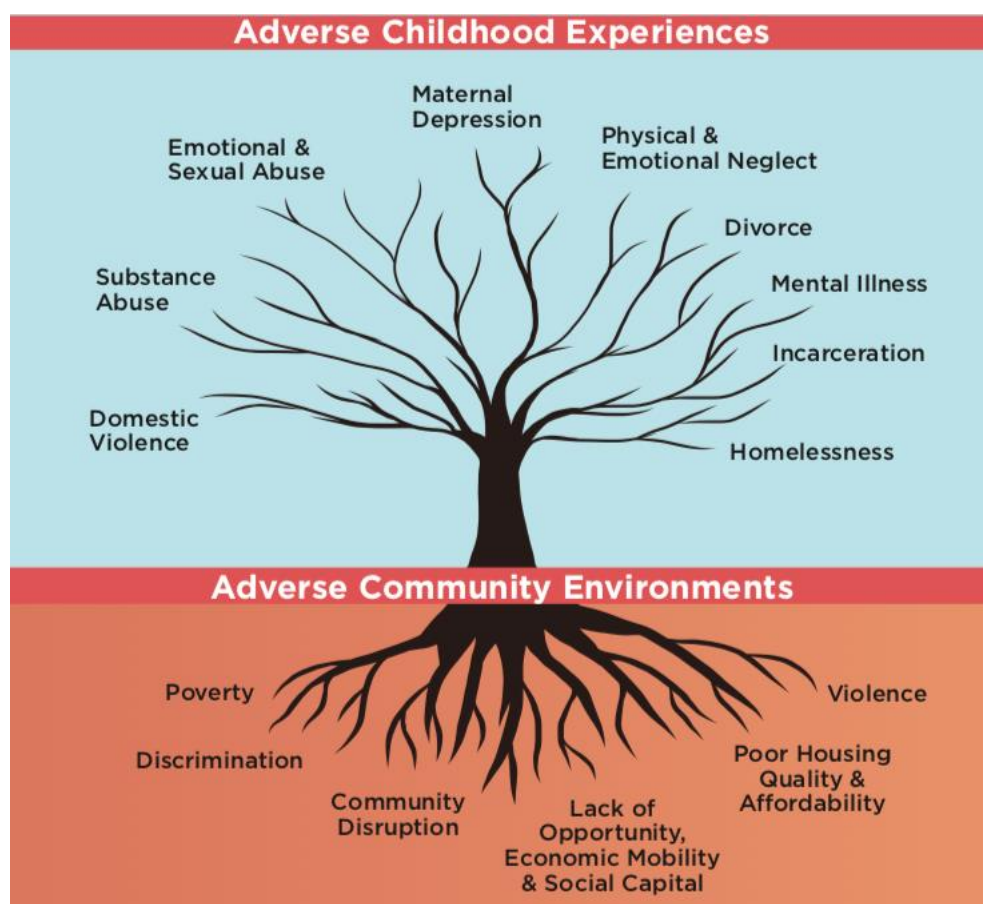 Adverse Childhood Experiences
Maternal
Depression
Emotional &
Sexual Abuse
Physical &
Emotional Neglect
Divorce
Substance
Abuse
Mental Illness
Incarceration
Domestic
Violence
Homelessness
Adverse Community Environments
Poverty
Violence
Discrimination
Poor Housing
Quality &
Affordability
Community
Disruption
Lack of
Opportunity,
Economic Mobility
& Social Capital